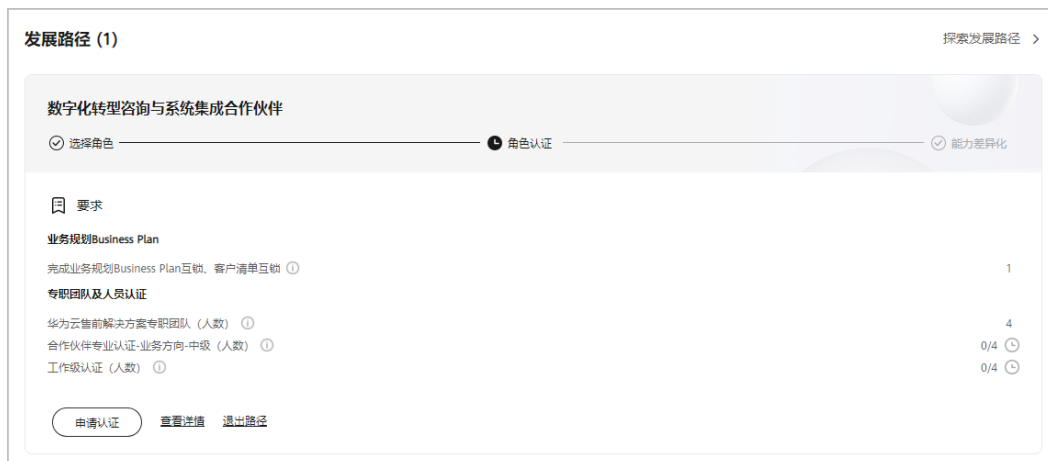 发展路径 (1)
探索发展路径
数字化转型咨询与系统集成合作伙伴
选择角色
角色认证
能力差异化
要求
业务规划Business Plan
完成业务规划Business Plan互锁、客户清单互锁 1
专职团队及人员认证
华为云售前解决方案专职团队（人数） 4
合作伙伴专业认证-业务方向-中级（人数） 0/4
工作级认证（人数） 0/4
申请认证 查看详情 退出路径